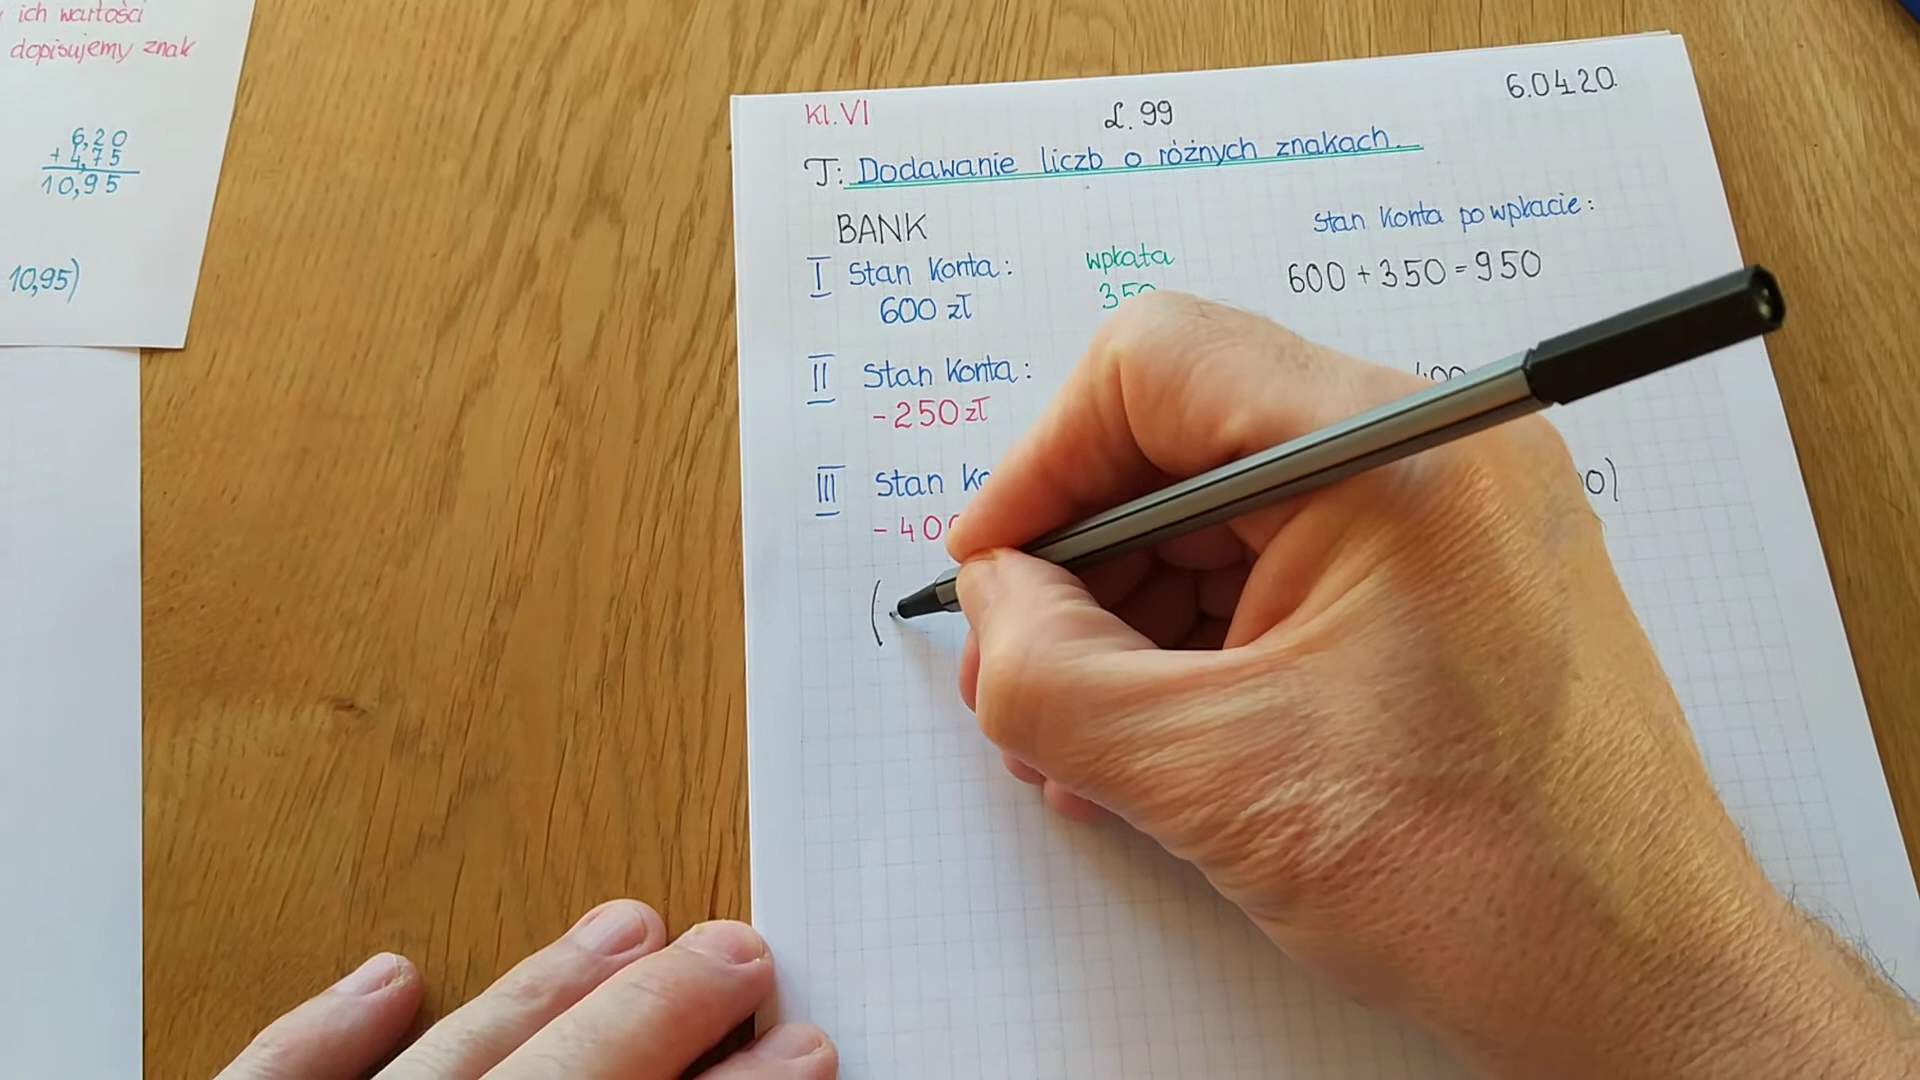 ich wartości
dopisujemy znak
6,20
+ 4,75
10,95
10,95)
Kl. VI
L. 99
6.04.20.
T: Dodawanie liczb o różnych znakach.
BANK
Stan konta po wpłacie:
I Stan konta:
wpłata
600 + 350 = 950
600 zł
350
II Stan konta:
-250 zł
III Stan
0)
(